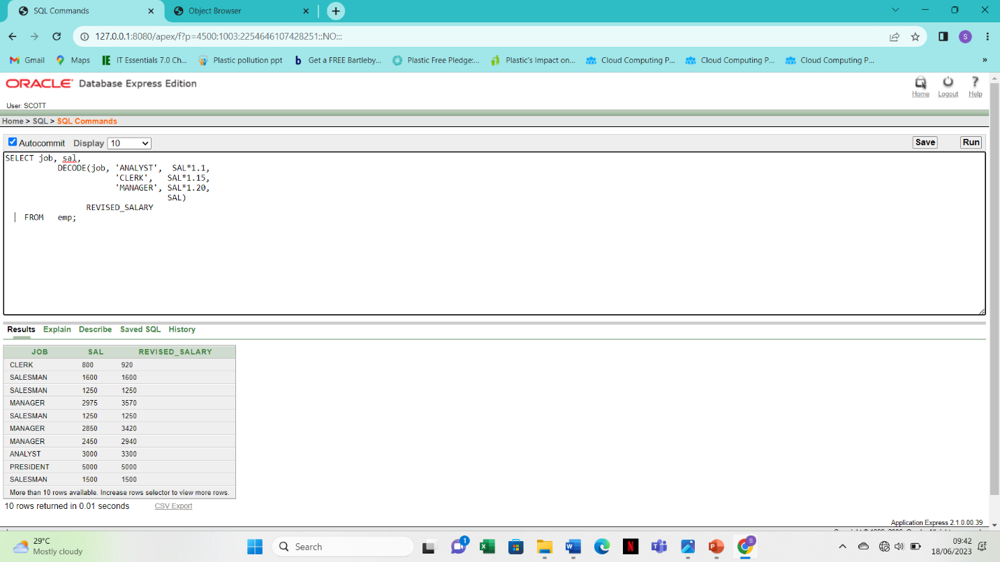 SQL Commands
Object Browser
127.0.0.1:8080/apex/f?p=4500:1003:2254646107428251::NO:::
S
Gmail
Maps
IT Essentials 7.0 Ch...
Plastic pollution ppt
b Get a FREE Bartleby...
Plastic Free Pledge:...
Plastic's Impact on...
Cloud Computing P...
Cloud Computing P...
Cloud Computing P...
»
ORACLE Database Express Edition
Home Logout Help
User: SCOTT
Home > SQL > SQL Commands
Autocommit Display 10 Save Run
SELECT job, sal,
DECODE(job, 'ANALYST', SAL*1.1,
'CLERK', SAL*1.15,
'MANAGER', SAL*1.20,
SAL)
REVISED_SALARY
FROM emp;
Results Explain Describe Saved SQL History
JOB SAL REVISED_SALARY
CLERK 800 920
SALESMAN 1600 1600
SALESMAN 1250 1250
MANAGER 2975 3570
SALESMAN 1250 1250
MANAGER 2850 3420
MANAGER 2450 2940
ANALYST 3000 3300
PRESIDENT 5000 5000
SALESMAN 1500 1500
More than 10 rows available. Increase rows selector to view more rows.
10 rows returned in 0.01 seconds CSV Export
Application Express 2.1.0.00.39
29°C
Mostly cloudy
Search
1
S
09:42
18/06/2023